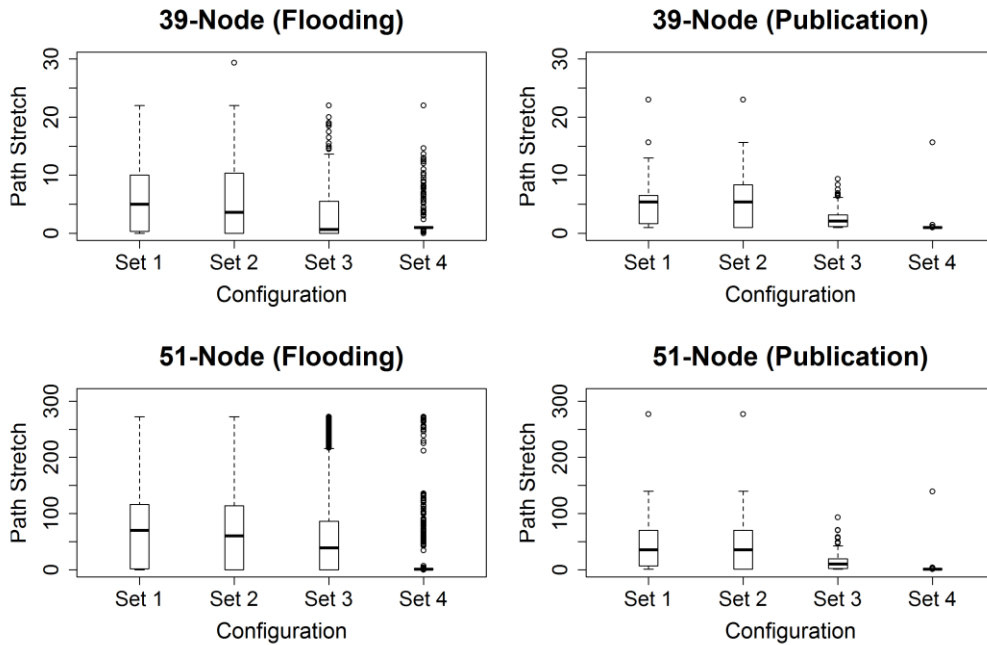 39-Node (Flooding)
Path Stretch
30
20
10
0
Set 1 Set 2 Set 3 Set 4
Configuration
39-Node (Publication)
Path Stretch
30
20
10
0
Set 1 Set 2 Set 3 Set 4
Configuration
51-Node (Flooding)
Path Stretch
300
200
100
0
Set 1 Set 2 Set 3 Set 4
Configuration
51-Node (Publication)
Path Stretch
300
200
100
0
Set 1 Set 2 Set 3 Set 4
Configuration